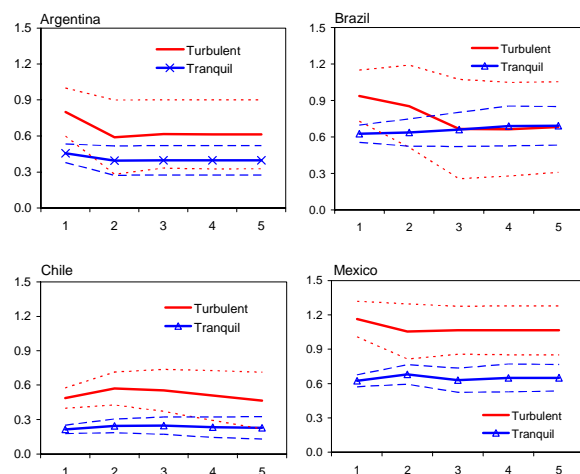 Argentina
1.5
1.2
0.9
0.6
0.3
0.0
Turbulent
Tranquil
1 2 3 4 5
Brazil
1.5
1.2
0.9
0.6
0.3
0.0
Turbulent
Tranquil
1 2 3 4 5
Chile
1.5
1.2
0.9
0.6
0.3
0.0
Turbulent
Tranquil
1 2 3 4 5
Mexico
1.5
1.2
0.9
0.6
0.3
0.0
Turbulent
Tranquil
1 2 3 4 5